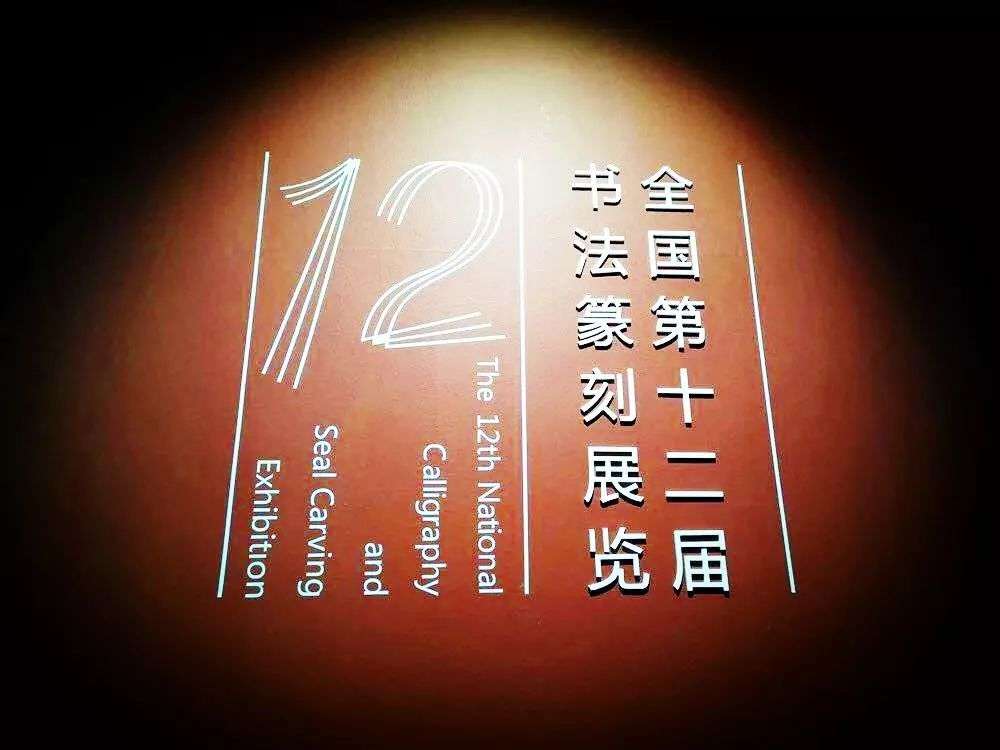 全国第十二届
书法篆刻展览
12
The 12th National
Calligraphy
and
Seal Carving
Exhibition